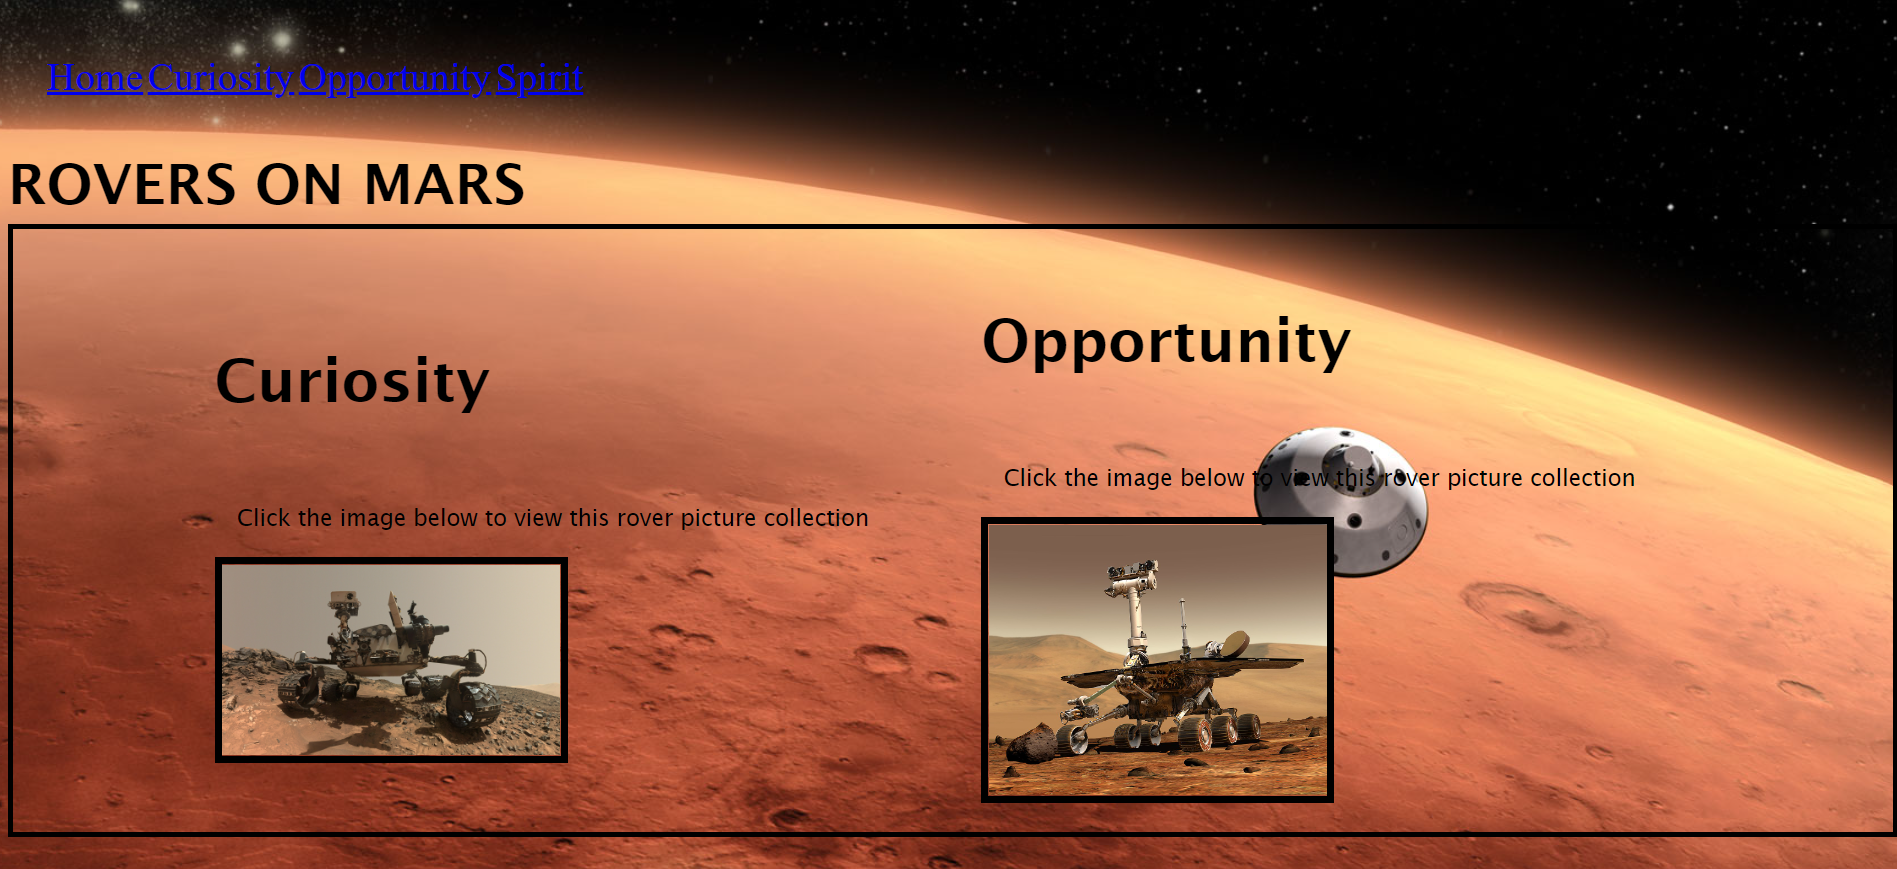 Home Curiosity Opportunity Spirit
ROVERS ON MARS
Curiosity
Click the image below to view this rover picture collection
Opportunity
Click the image below to view this rover picture collection